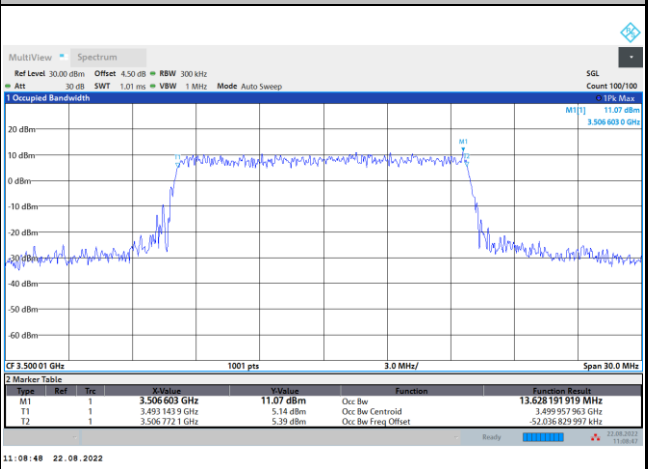 MultiView Spectrum
Ref Level 30.00 dBm Offset 4.50 dB RBW 300 kHz SGL
Att 30 dB SWT 1.01 ms VBW 1 MHz Mode Auto Sweep Count 100/100
1 Occupied Bandwidth 1Pk Max
M1[1] 11.07 dBm
3.506 603 0 GHz
M1
20 dBm
10 dBm
T1
T2
0 dBm
-10 dBm
-20 dBm
-30 dBm
-40 dBm
-50 dBm
-60 dBm
CF 3.500 01 GHz 1001 pts 3.0 MHz/ Span 30.0 MHz
2 Marker Table
Type Ref Trc X-Value Y-Value Function Function Result
M1 1 3.506 603 GHz 11.07 dBm Occ Bw 13.628 191 919 MHz
T1 1 3.493 143 9 GHz 5.14 dBm Occ Bw Centroid 3.499 957 963 GHz
T2 1 3.506 772 1 GHz 5.39 dBm Occ Bw Freq Offset -52.036 829 997 kHz
Ready 22.08.2022
11:08:47
11:08:48 22.08.2022